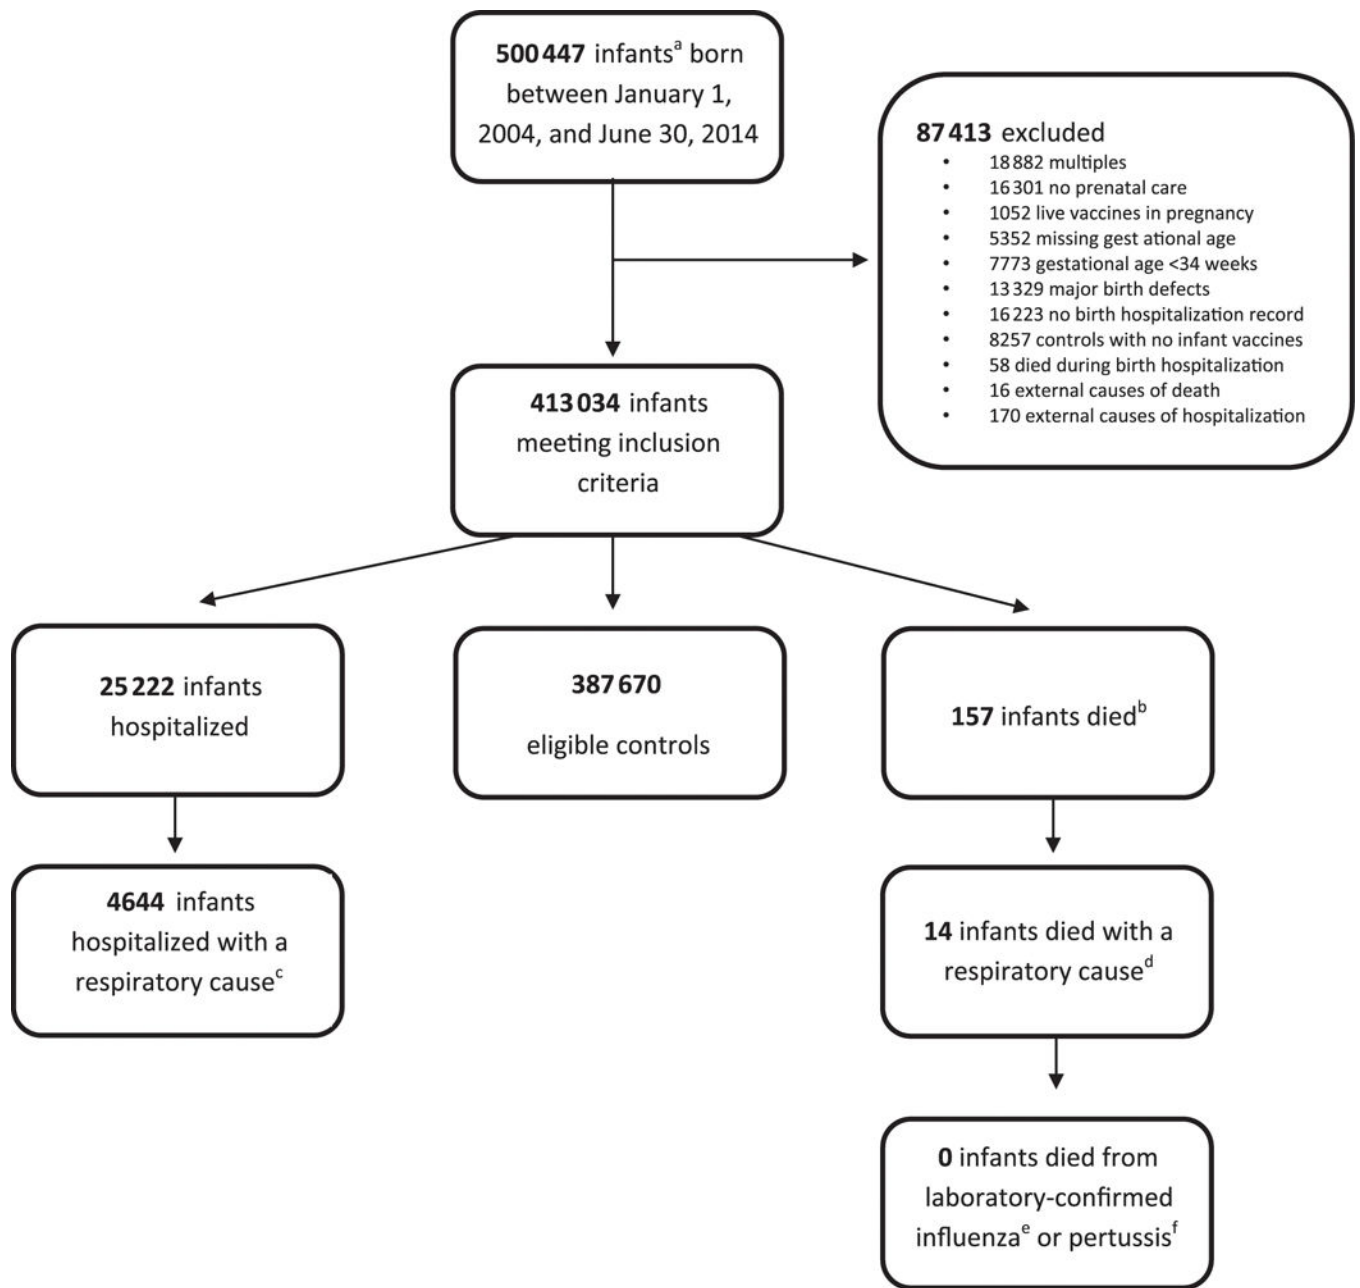 500 447 infantsᵃ born
between January 1,
2004, and June 30, 2014
87 413 excluded
• 18 882 multiples
• 16 301 no prenatal care
• 1052 live vaccines in pregnancy
• 5352 missing gest ational age
• 7773 gestational age <34 weeks
• 13 329 major birth defects
• 16 223 no birth hospitalization record
• 8257 controls with no infant vaccines
• 58 died during birth hospitalization
• 16 external causes of death
• 170 external causes of hospitalization
413 034 infants
meeting inclusion
criteria
25 222 infants
hospitalized
387 670
eligible controls
157 infants diedᵇ
4644 infants
hospitalized with a
respiratory causeᶜ
14 infants died with a
respiratory causeᵈ
0 infants died from
laboratory-confirmed
influenzaᵉ or pertussisᶠ